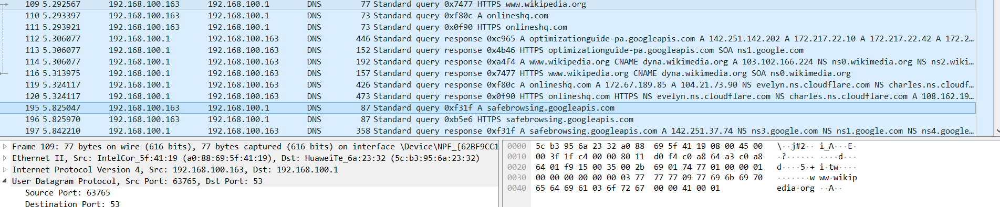 109 5.292567 192.168.100.163 192.168.100.1 DNS 77 Standard query 0x7477 HTTPS www.wikipedia.org
110 5.293397 192.168.100.163 192.168.100.1 DNS 73 Standard query 0xf80c A onlineshq.com
111 5.293921 192.168.100.163 192.168.100.1 DNS 73 Standard query 0x0f90 HTTPS onlineshq.com
112 5.306077 192.168.100.1 192.168.100.163 DNS 446 Standard query response 0xc965 A optimizationguide-pa.googleapis.com A 142.251.142.202 A 172.217.22.10 A 172.217.22.42 A 172.2…
113 5.306077 192.168.100.1 192.168.100.163 DNS 152 Standard query response 0x4b46 HTTPS optimizationguide-pa.googleapis.com SOA ns1.google.com
114 5.306077 192.168.100.1 192.168.100.163 DNS 192 Standard query response 0xa4f4 A www.wikipedia.org CNAME dyna.wikimedia.org A 103.102.166.224 NS ns0.wikimedia.org NS ns2.wiki…
116 5.313975 192.168.100.1 192.168.100.163 DNS 157 Standard query response 0x7477 HTTPS www.wikipedia.org CNAME dyna.wikimedia.org SOA ns0.wikimedia.org
119 5.324117 192.168.100.1 192.168.100.163 DNS 426 Standard query response 0xf80c A onlineshq.com A 172.67.189.85 A 104.21.73.90 NS evelyn.ns.cloudflare.com NS charles.ns.cloudf…
120 5.324117 192.168.100.1 192.168.100.163 DNS 473 Standard query response 0x0f90 HTTPS onlineshq.com HTTPS NS evelyn.ns.cloudflare.com NS charles.ns.cloudflare.com A 108.162.19…
195 5.825047 192.168.100.163 192.168.100.1 DNS 87 Standard query 0xf31f A safebrowsing.googleapis.com
196 5.825970 192.168.100.163 192.168.100.1 DNS 87 Standard query 0xb5e6 HTTPS safebrowsing.googleapis.com
197 5.842210 192.168.100.1 192.168.100.163 DNS 358 Standard query response 0xf31f A safebrowsing.googleapis.com A 142.251.37.74 NS ns3.google.com NS ns1.google.com NS ns4.google…
Frame 109: 77 bytes on wire (616 bits), 77 bytes captured (616 bits) on interface \Device\NPF_{62BF9CC1
Ethernet II, Src: IntelCor_5f:41:19 (a0:88:69:5f:41:19), Dst: HuaweiTe_6a:23:32 (5c:b3:95:6a:23:32)
Internet Protocol Version 4, Src: 192.168.100.163, Dst: 192.168.100.1
User Datagram Protocol, Src Port: 63765, Dst Port: 53
Source Port: 63765
Destination Port: 53
0000 5c b3 95 6a 23 32 a0 88 69 5f 41 19 08 00 45 00 \··j#2·· i_A···E·
0010 00 3f 1f c4 00 00 80 11 d0 f4 c0 a8 64 a3 c0 a8 ·?······ ····d···
0020 64 01 f9 15 00 35 00 2b 69 01 74 77 01 00 00 01 d····5·+ i·tw····
0030 00 00 00 00 00 00 03 77 77 77 09 77 69 6b 69 70 ·······w ww·wikip
0040 65 64 69 61 03 6f 72 67 00 00 41 00 01 edia·org ··A··